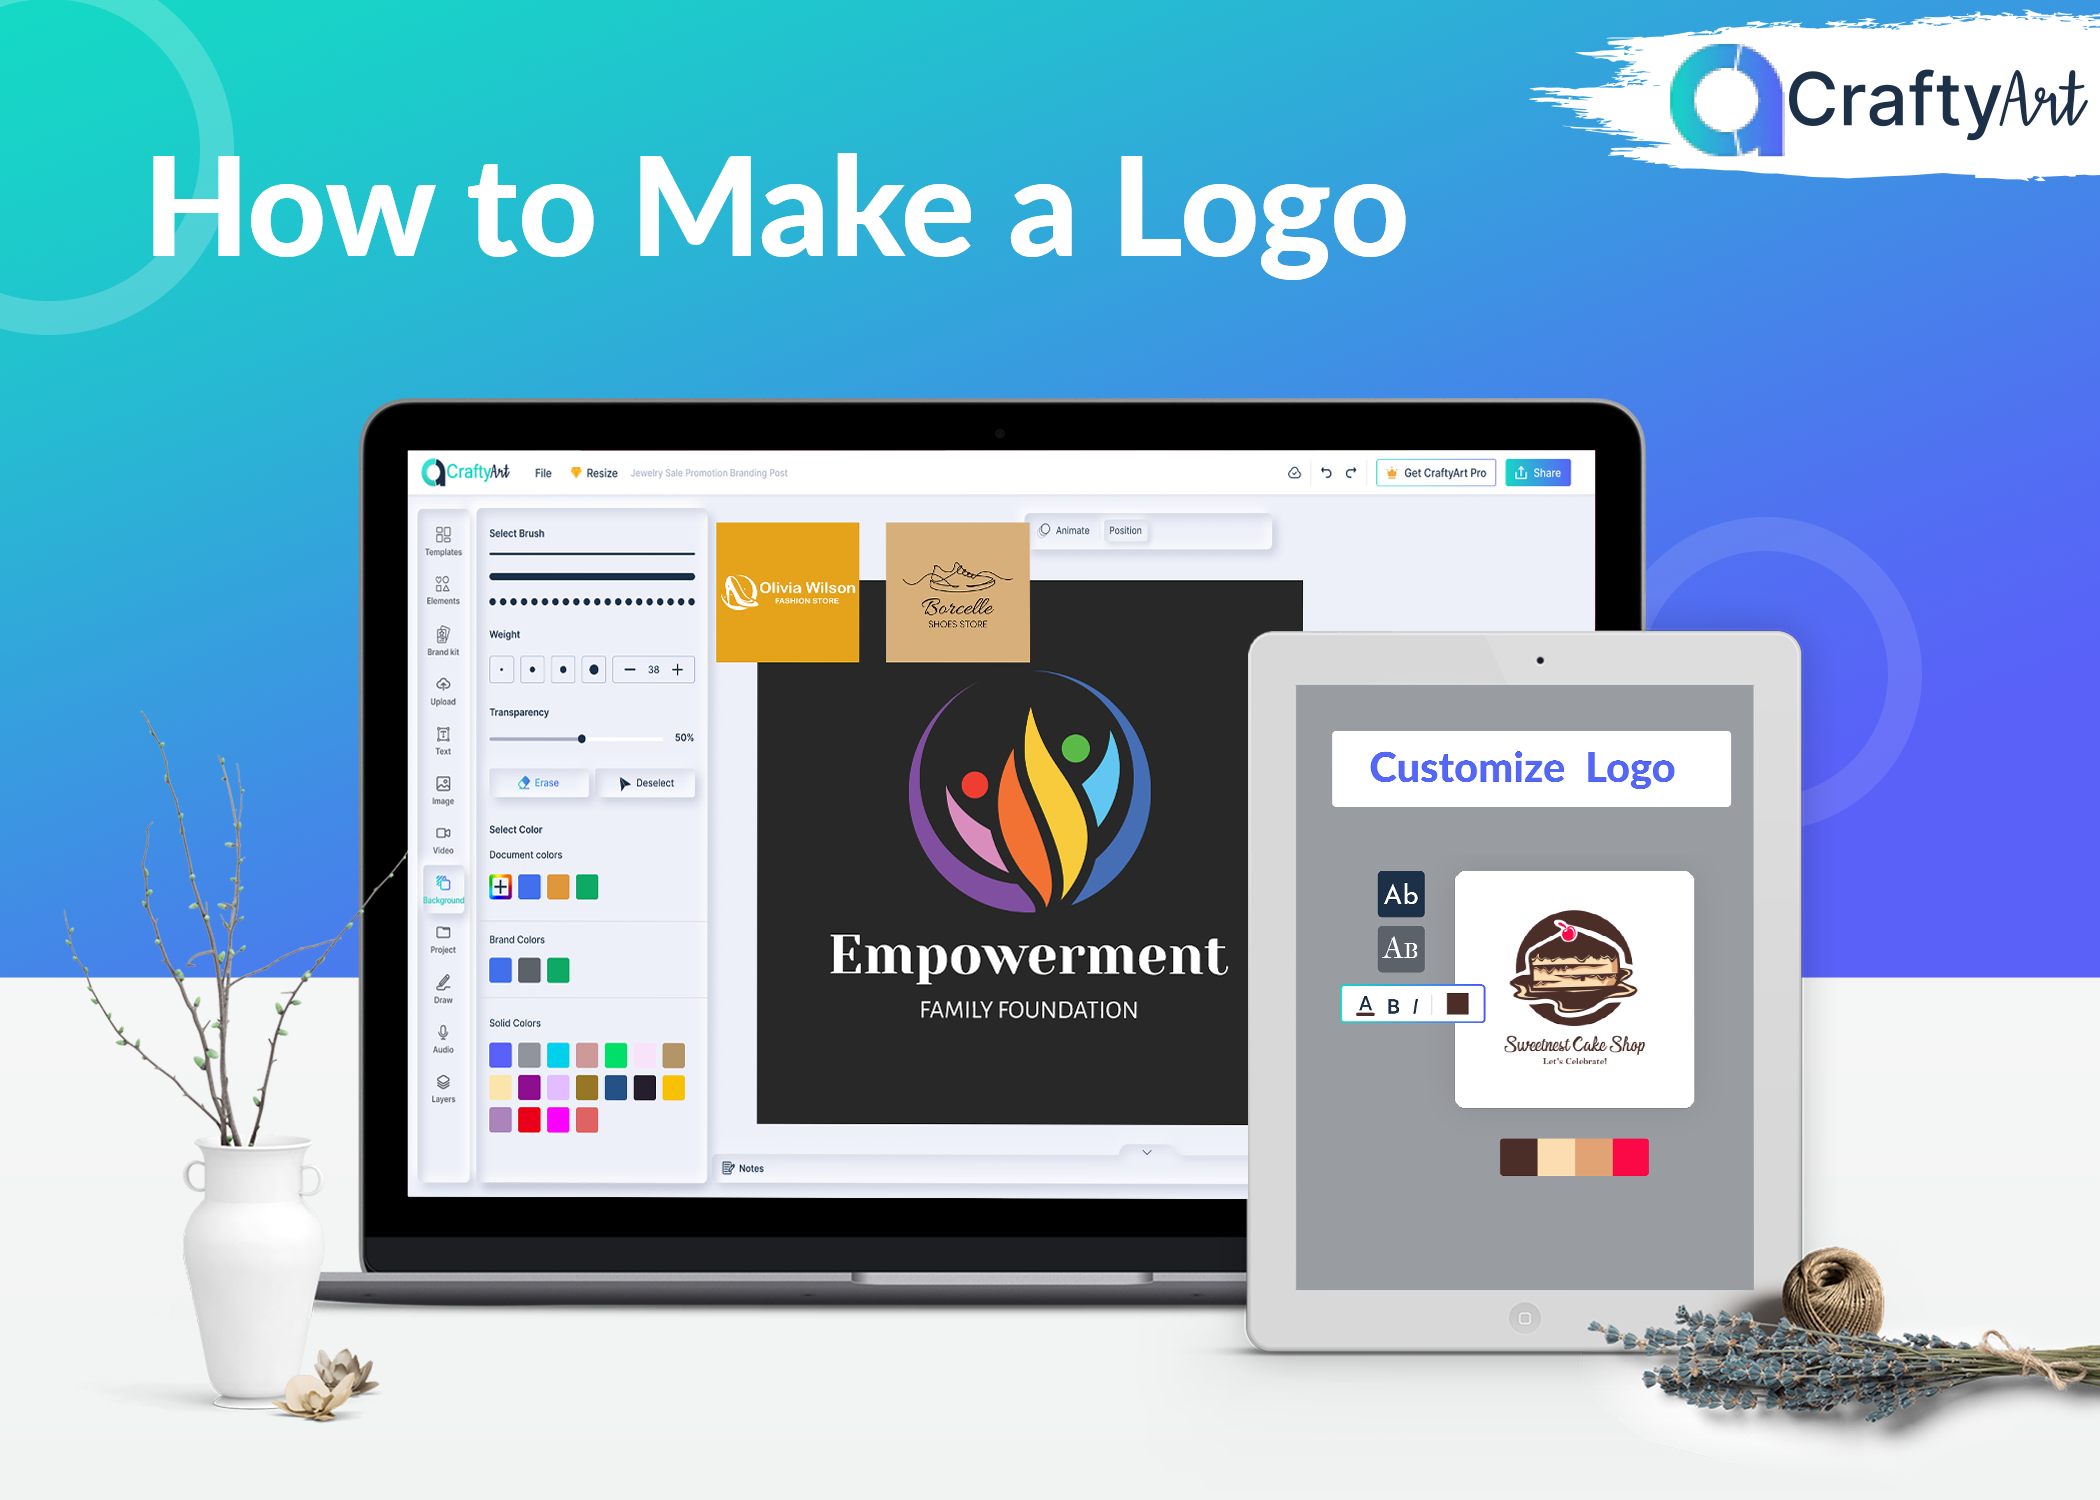 CraftyArt
How to Make a Logo
CraftyArt File Resize Jewelry Sale Promotion Branding Post Get CraftyArt Pro Share
Templates
Elements
Brand kit
Upload
Text
Image
Video
Background
Project
Draw
Audio
Layers
Select Brush
Weight
38
Transparency
50%
Erase Deselect
Select Color
Document colors
Brand Colors
Solid Colors
Animate Position
Olivia Wilson
FASHION STORE
Borcelle
SHOES STORE
Empowerment
FAMILY FOUNDATION
Notes
Customize Logo
Ab
AB
A B I
Sweetnest Cake Shop
Let's Celebrate!